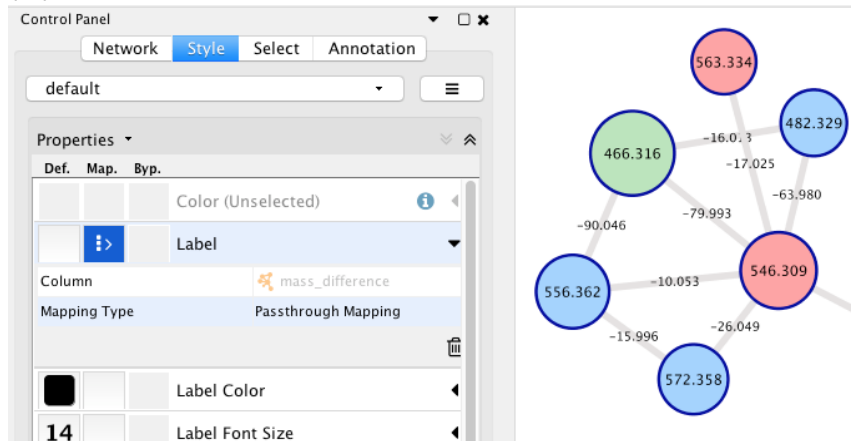 Control Panel
Network Style Select Annotation
default
Properties
Def. Map. Byp.
Color (Unselected)
Label
Column mass_difference
Mapping Type Passthrough Mapping
Label Color
14 Label Font Size
563.334
482.329
466.316
-17.025
-63.980
-79.993
-90.046
546.309
-10.053
556.362
-26.049
-15.996
572.358